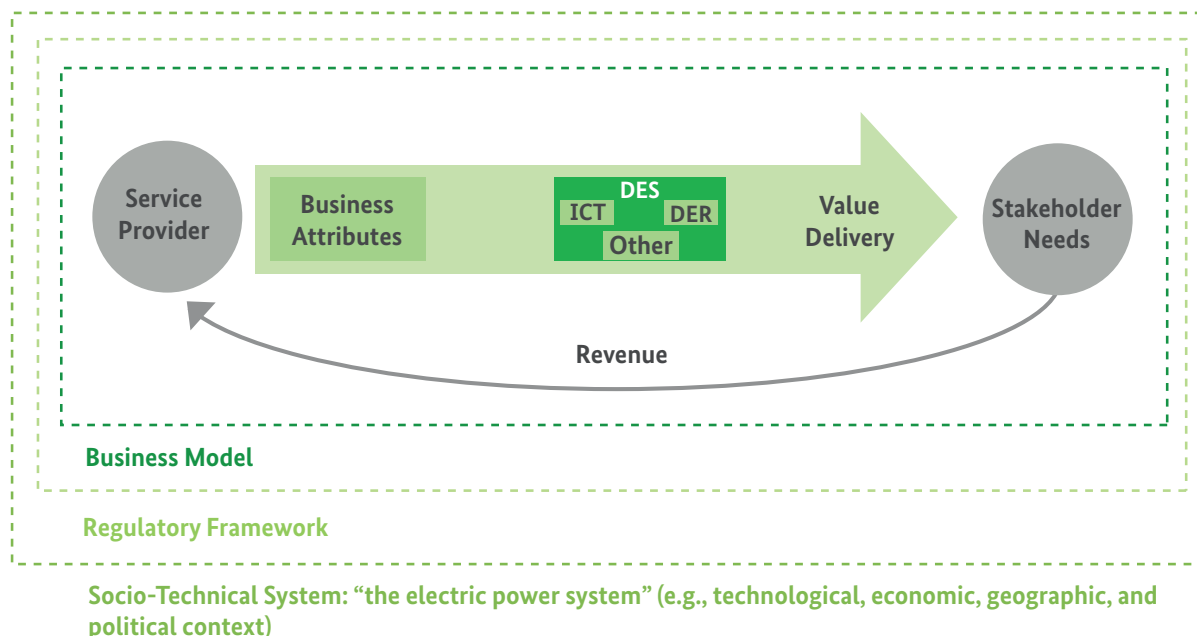 Service
Provider
Business
Attributes
DES
ICT
DER
Other
Value
Delivery
Stakeholder
Needs
Revenue
Business Model
Regulatory Framework
Socio-Technical System: “the electric power system” (e.g., technological, economic, geographic, and
political context)